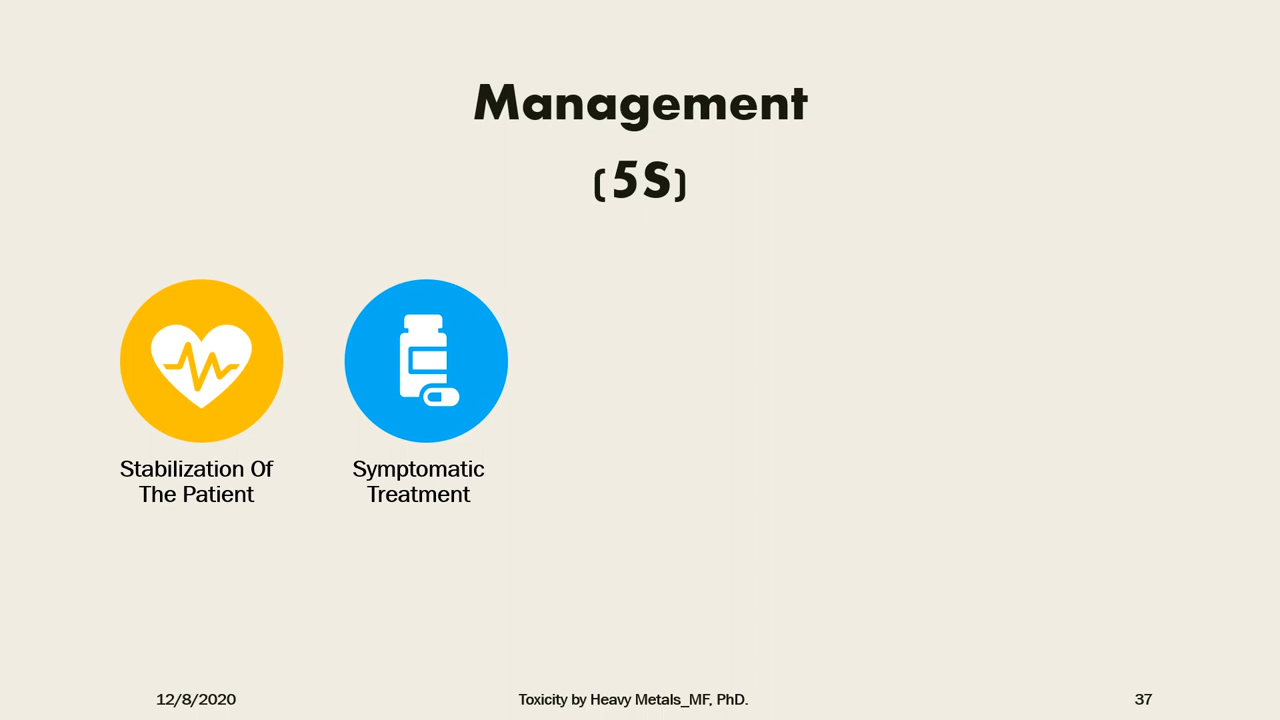 Management
(5S)
Stabilization Of
The Patient
Symptomatic
Treatment
12/8/2020
Toxicity by Heavy Metals_MF, PhD.
37